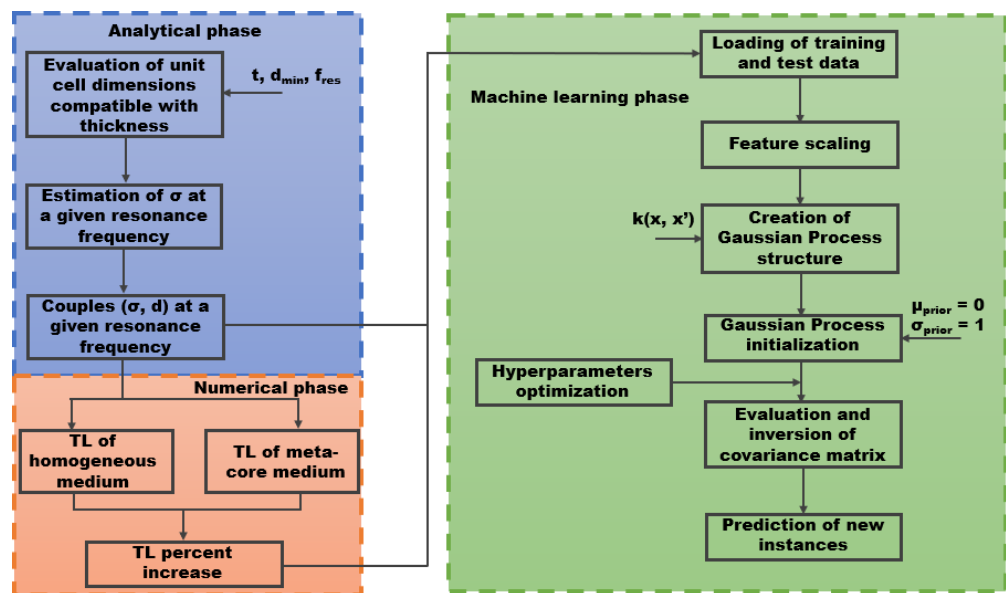 Analytical phase
Evaluation of unit
cell dimensions
compatible with
thickness
t, dmin, fres
Estimation of σ at
a given resonance
frequency
Couples (σ, d) at a
given resonance
frequency
Numerical phase
TL of
homogeneous
medium
TL of meta-
core medium
TL percent
increase
Loading of training
and test data
Machine learning phase
Feature scaling
k(x, x')
Creation of
Gaussian Process
structure
μprior = 0
σprior = 1
Gaussian Process
initialization
Hyperparameters
optimization
Evaluation and
inversion of
covariance matrix
Prediction of new
instances